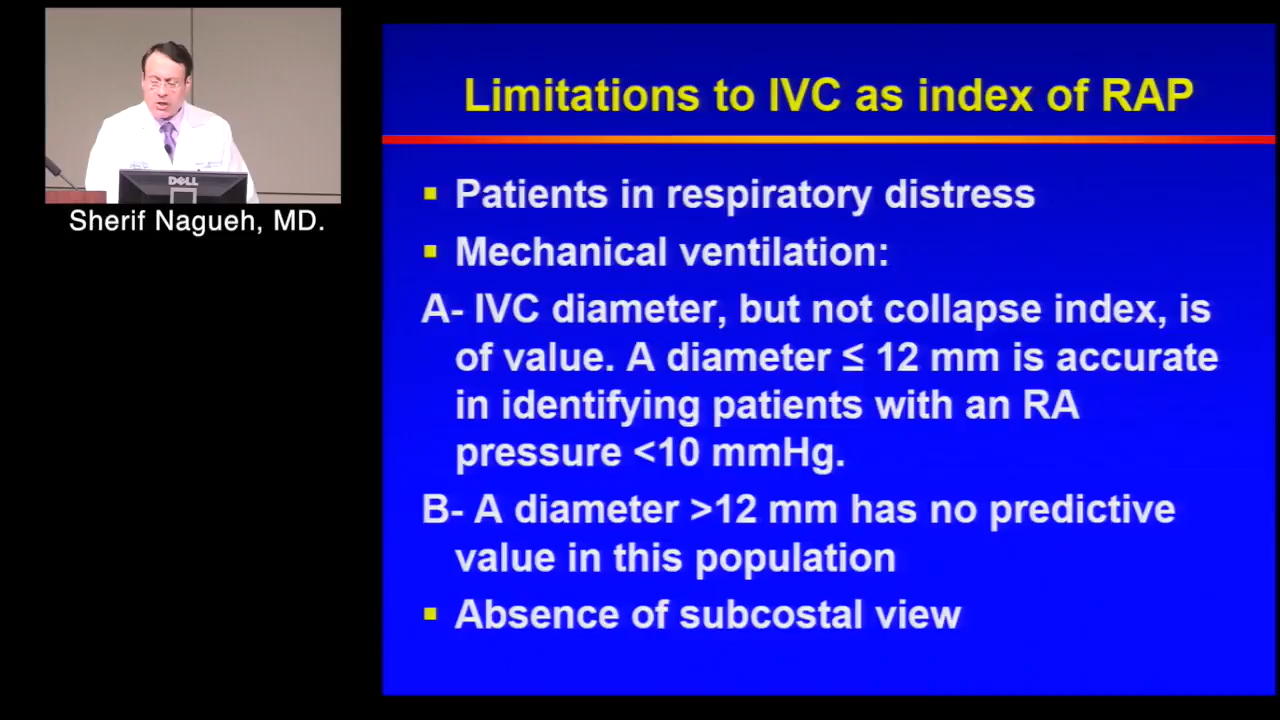 Limitations to IVC as index of RAP
▪ Patients in respiratory distress
▪ Mechanical ventilation:
A- IVC diameter, but not collapse index, is
of value. A diameter ≤ 12 mm is accurate
in identifying patients with an RA
pressure <10 mmHg.
B- A diameter >12 mm has no predictive
value in this population
▪ Absence of subcostal view
DELL
Sherif Nagueh, MD.